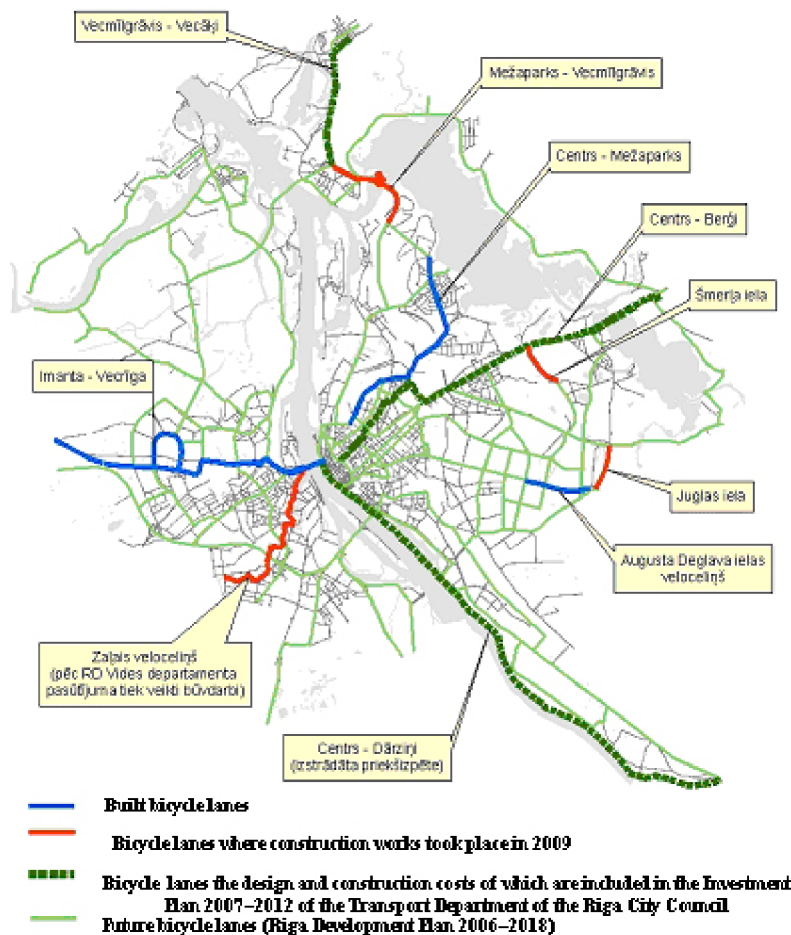 Vecmīlgrāvis - Vecāķi
Mežaparks - Vecmīlgrāvis
Centrs - Mežaparks
Centrs - Berģi
Šmerļa iela
Imanta - Vecrīga
Juglas iela
Augusta Deglava ielas
veloceliņš
Zaļais veloceliņš
(pēc RD Vides departamenta
pasūtījuma tiek veikti būvdarbi)
Centrs - Dārziņi
(izstrādāta priekšizpēte)
Built bicycle lanes
Bicycle lanes where construction works took place in 2009
Bicycle lanes the design and construction costs of which are included in the Investment
Plan 2007–2012 of the Transport Department of the Riga City Council
Future bicycle lanes (Riga Development Plan 2006–2018)